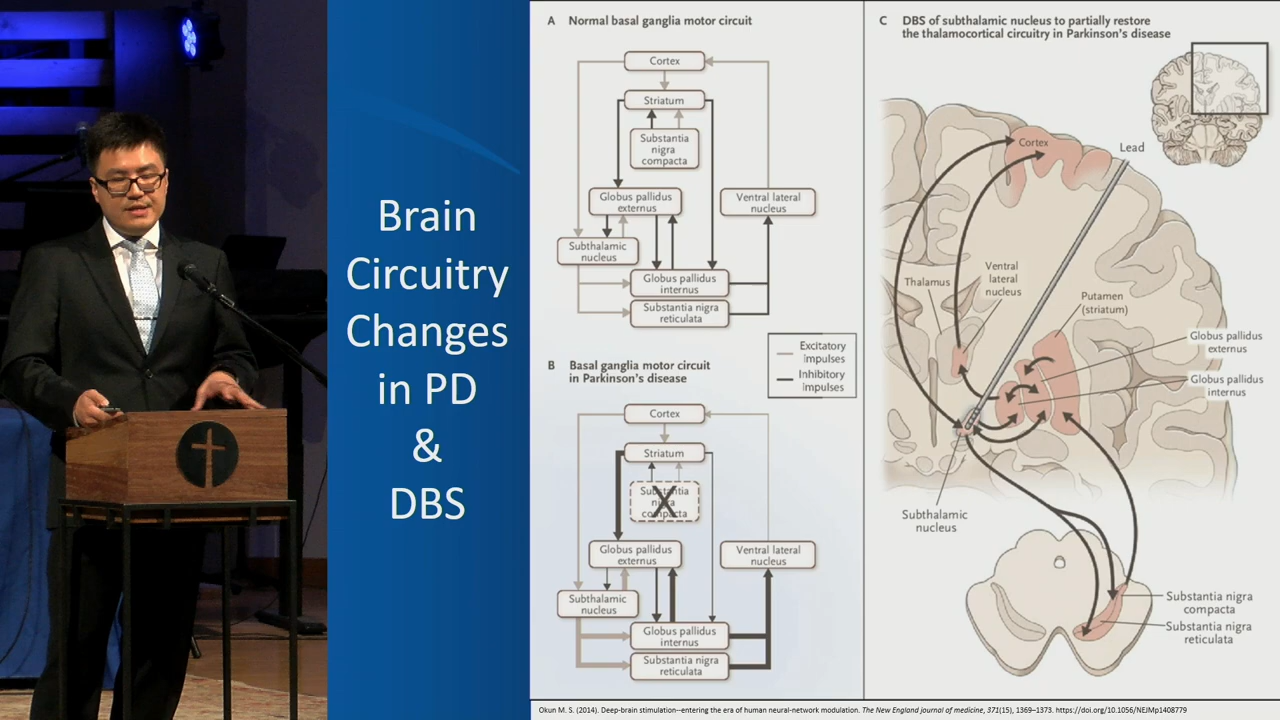 Brain
Circuitry
Changes
in PD
&
DBS
A Normal basal ganglia motor circuit
Cortex
Striatum
Substantia
nigra
compacta
Globus pallidus
externus
Ventral lateral
nucleus
Subthalamic
nucleus
Globus pallidus
internus
Substantia nigra
reticulata
Excitatory
impulses
Inhibitory
impulses
B Basal ganglia motor circuit
in Parkinson's disease
Cortex
Striatum
Substantia
nigra
compacta
Globus pallidus
externus
Ventral lateral
nucleus
Subthalamic
nucleus
Globus pallidus
internus
Substantia nigra
reticulata
C DBS of subthalamic nucleus to partially restore
the thalamocortical circuitry in Parkinson's disease
Cortex
Lead
Thalamus
Ventral
lateral
nucleus
Putamen
(striatum)
Globus pallidus
externus
Globus pallidus
internus
Subthalamic
nucleus
Substantia nigra
compacta
Substantia nigra
reticulata
Okun M. S. (2014). Deep-brain stimulation--entering the era of human neural-network modulation. The New England journal of medicine, 371(15), 1369–1373. https://doi.org/10.1056/NEJMp1408779